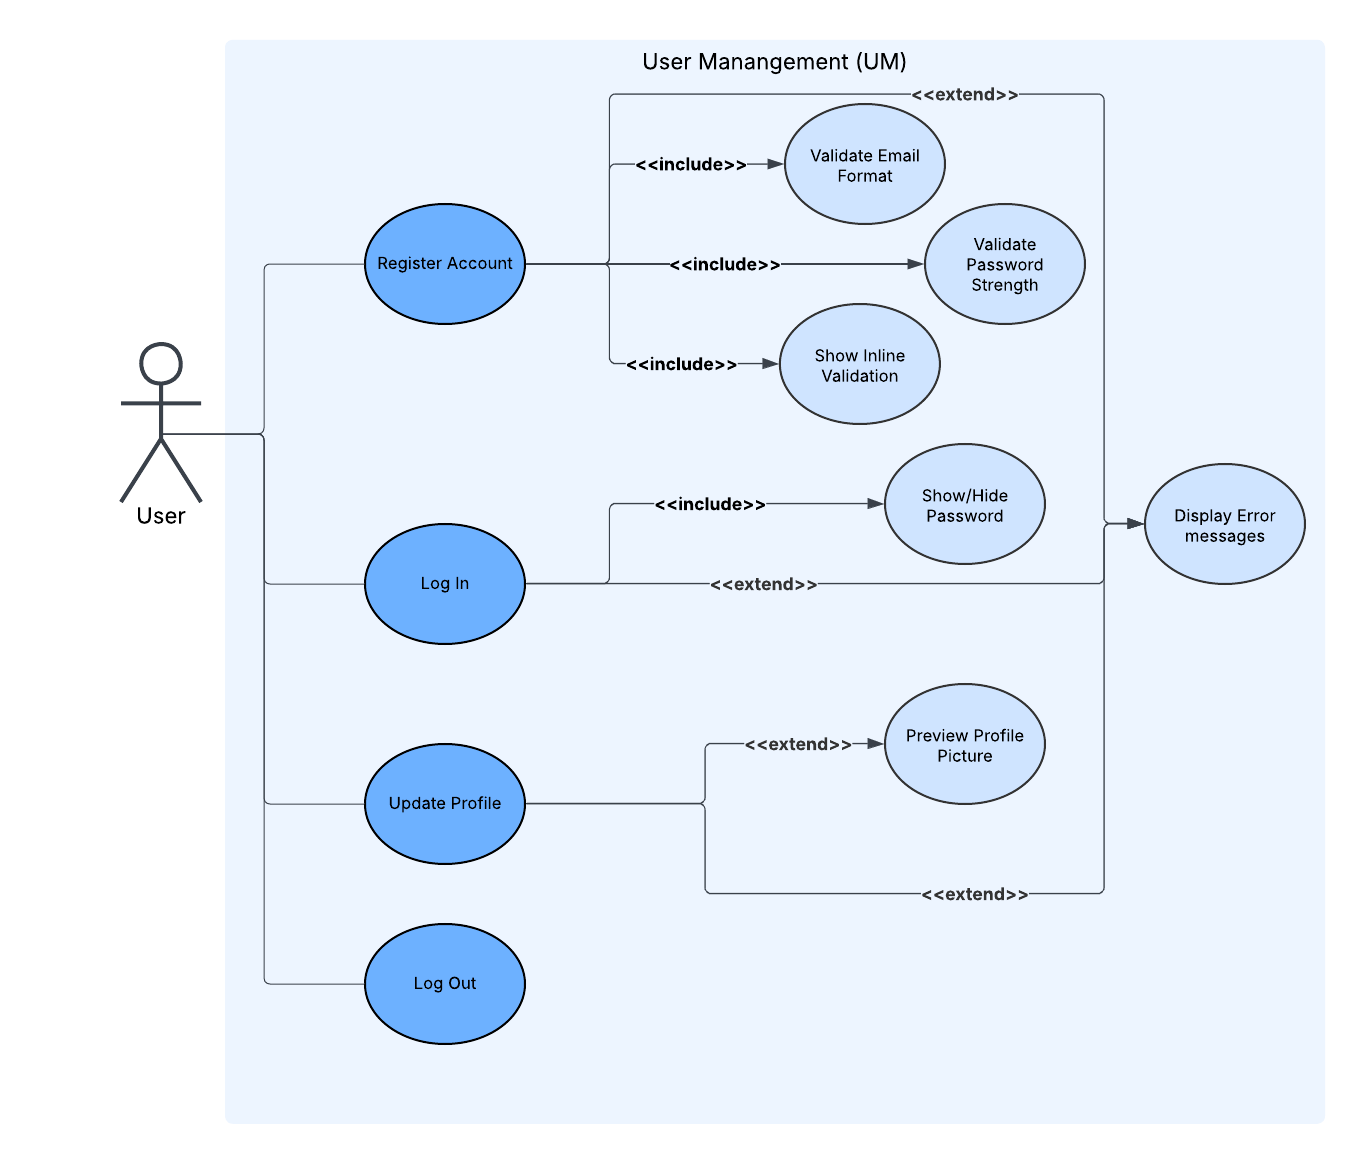 User Manangement (UM)
<<extend>>
Validate Email
Format
<<include>>
Register Account
<<include>>
Validate
Password
Strength
<<include>>
Show Inline
Validation
User
<<include>>
Show/Hide
Password
Display Error
messages
Log In
<<extend>>
<<extend>>
Preview Profile
Picture
Update Profile
<<extend>>
Log Out